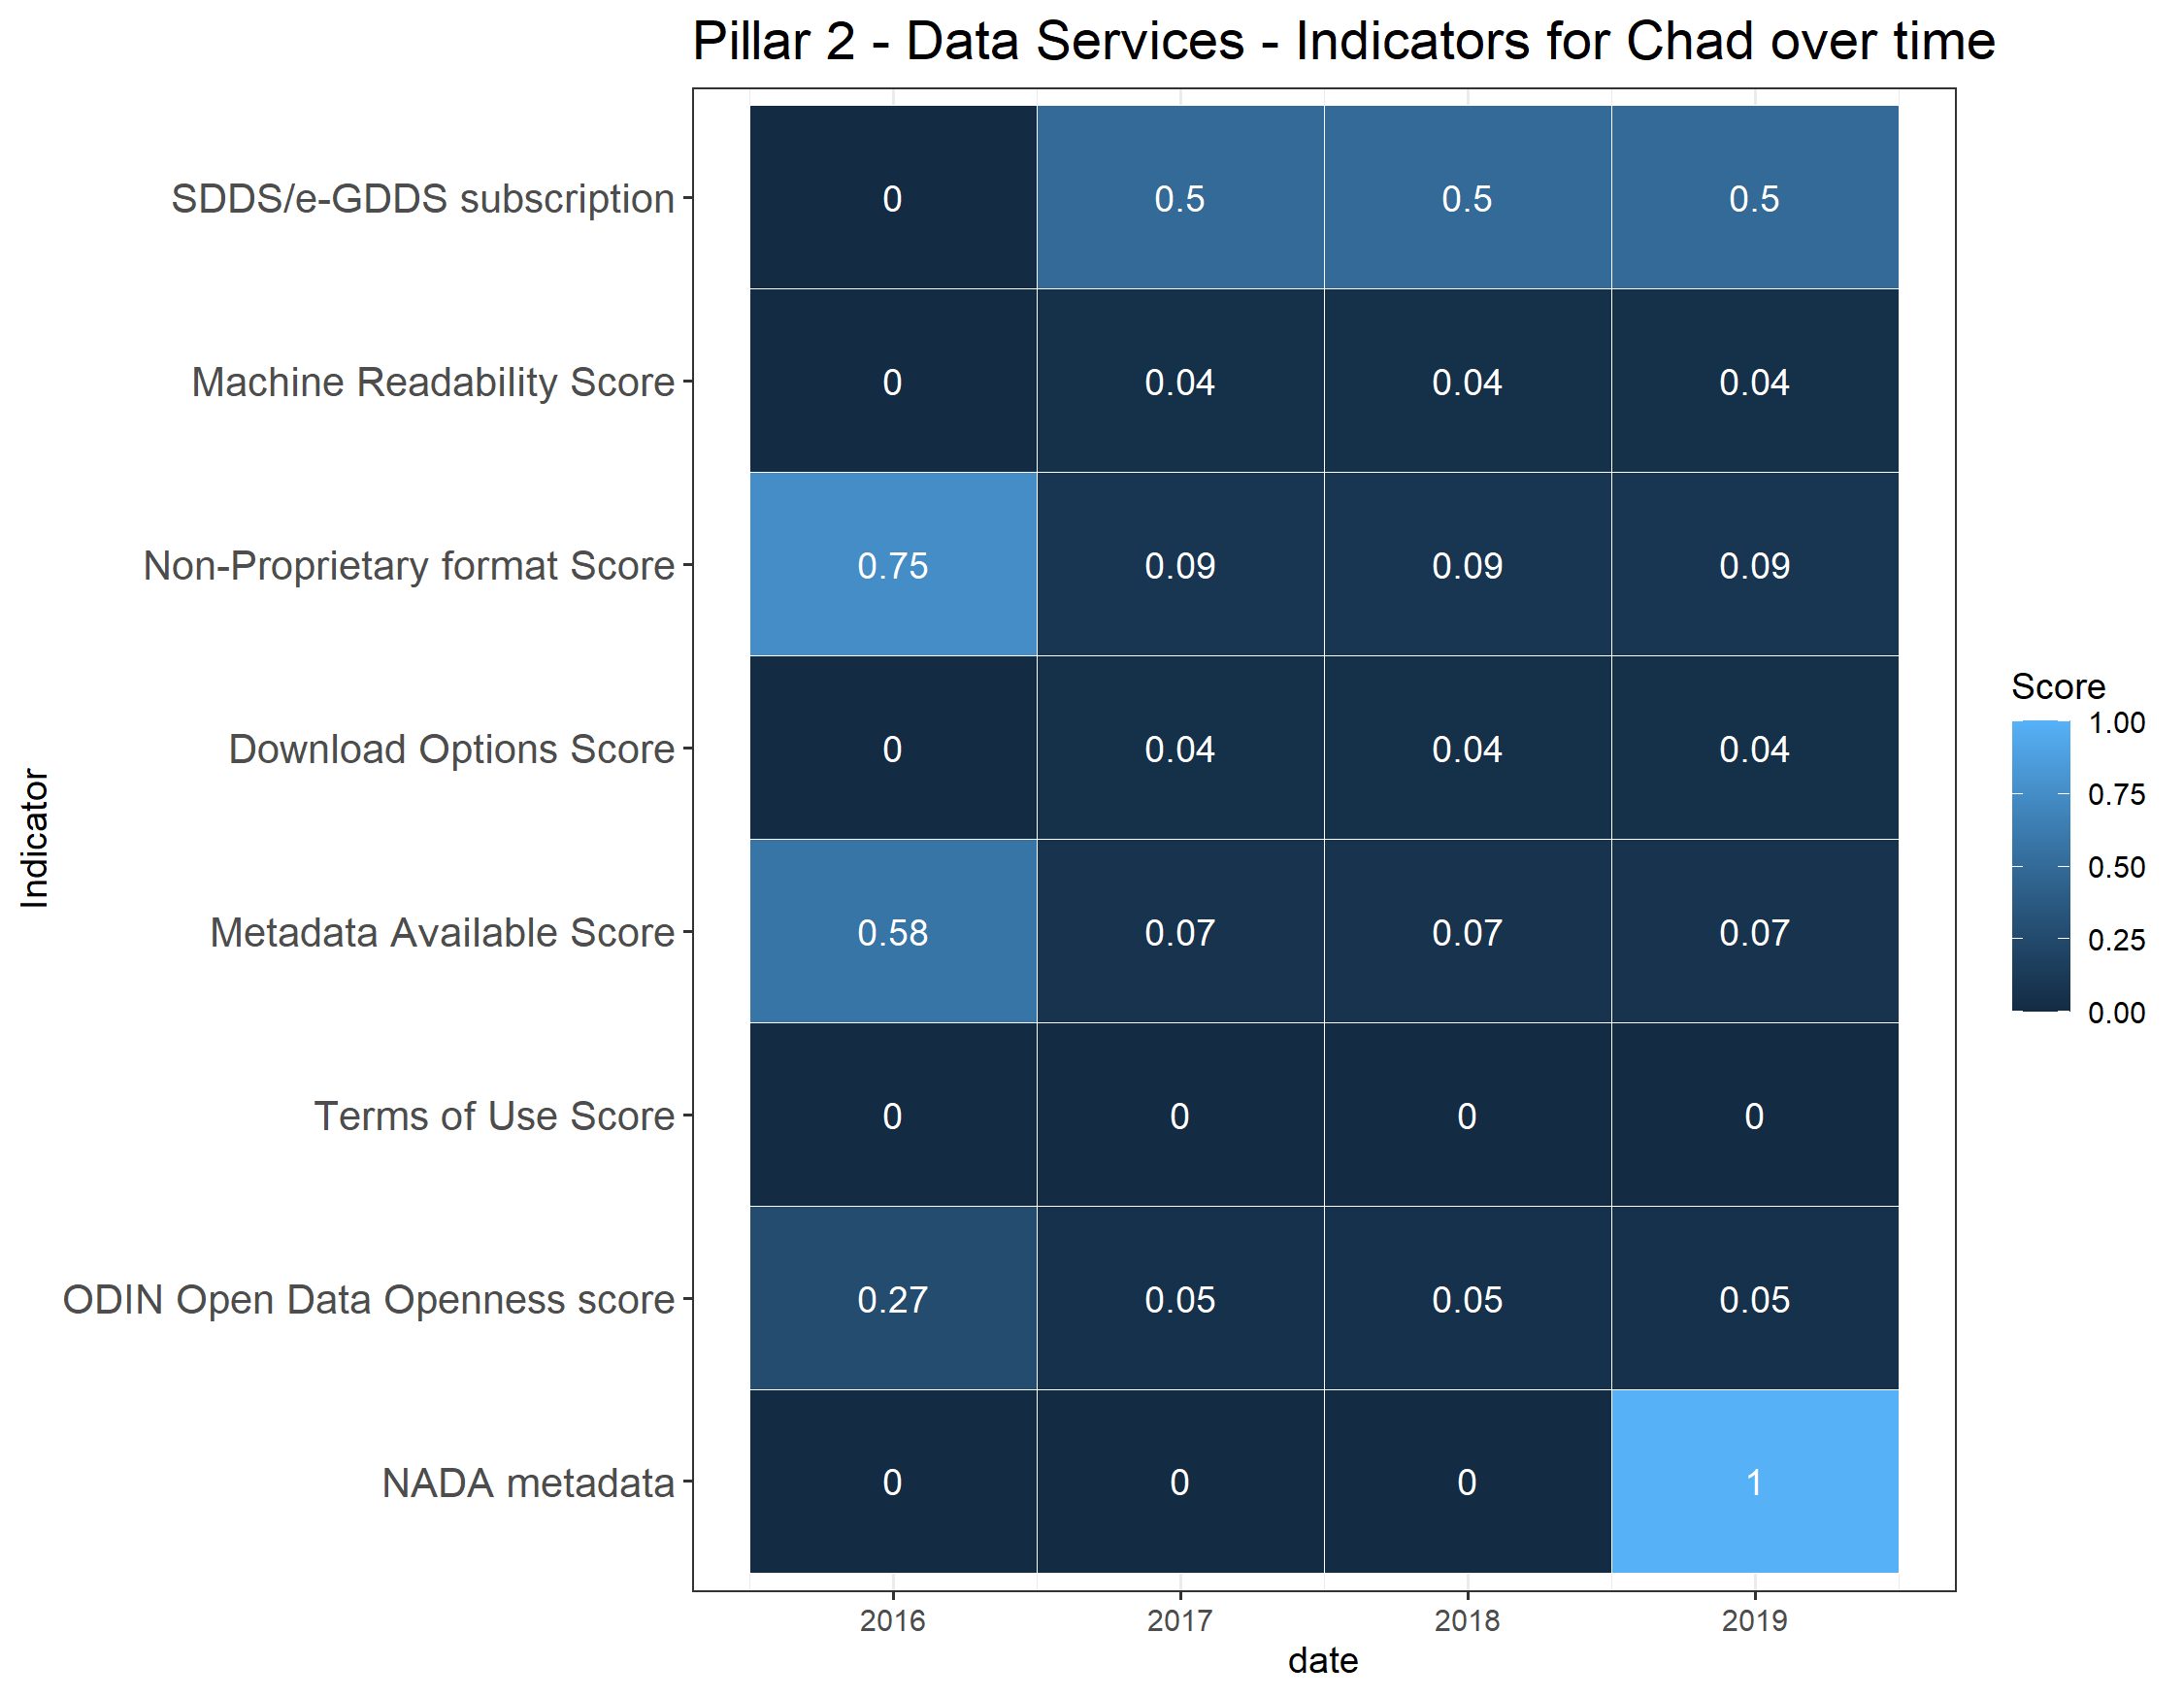 Pillar 2 - Data Services - Indicators for Chad over time
Indicator
SDDS/e-GDDS subscription 0 0.5 0.5 0.5
Machine Readability Score 0 0.04 0.04 0.04
Non-Proprietary format Score 0.75 0.09 0.09 0.09
Download Options Score 0 0.04 0.04 0.04
Metadata Available Score 0.58 0.07 0.07 0.07
Terms of Use Score 0 0 0 0
ODIN Open Data Openness score 0.27 0.05 0.05 0.05
NADA metadata 0 0 0 1
2016 2017 2018 2019
date
Score
1.00
0.75
0.50
0.25
0.00